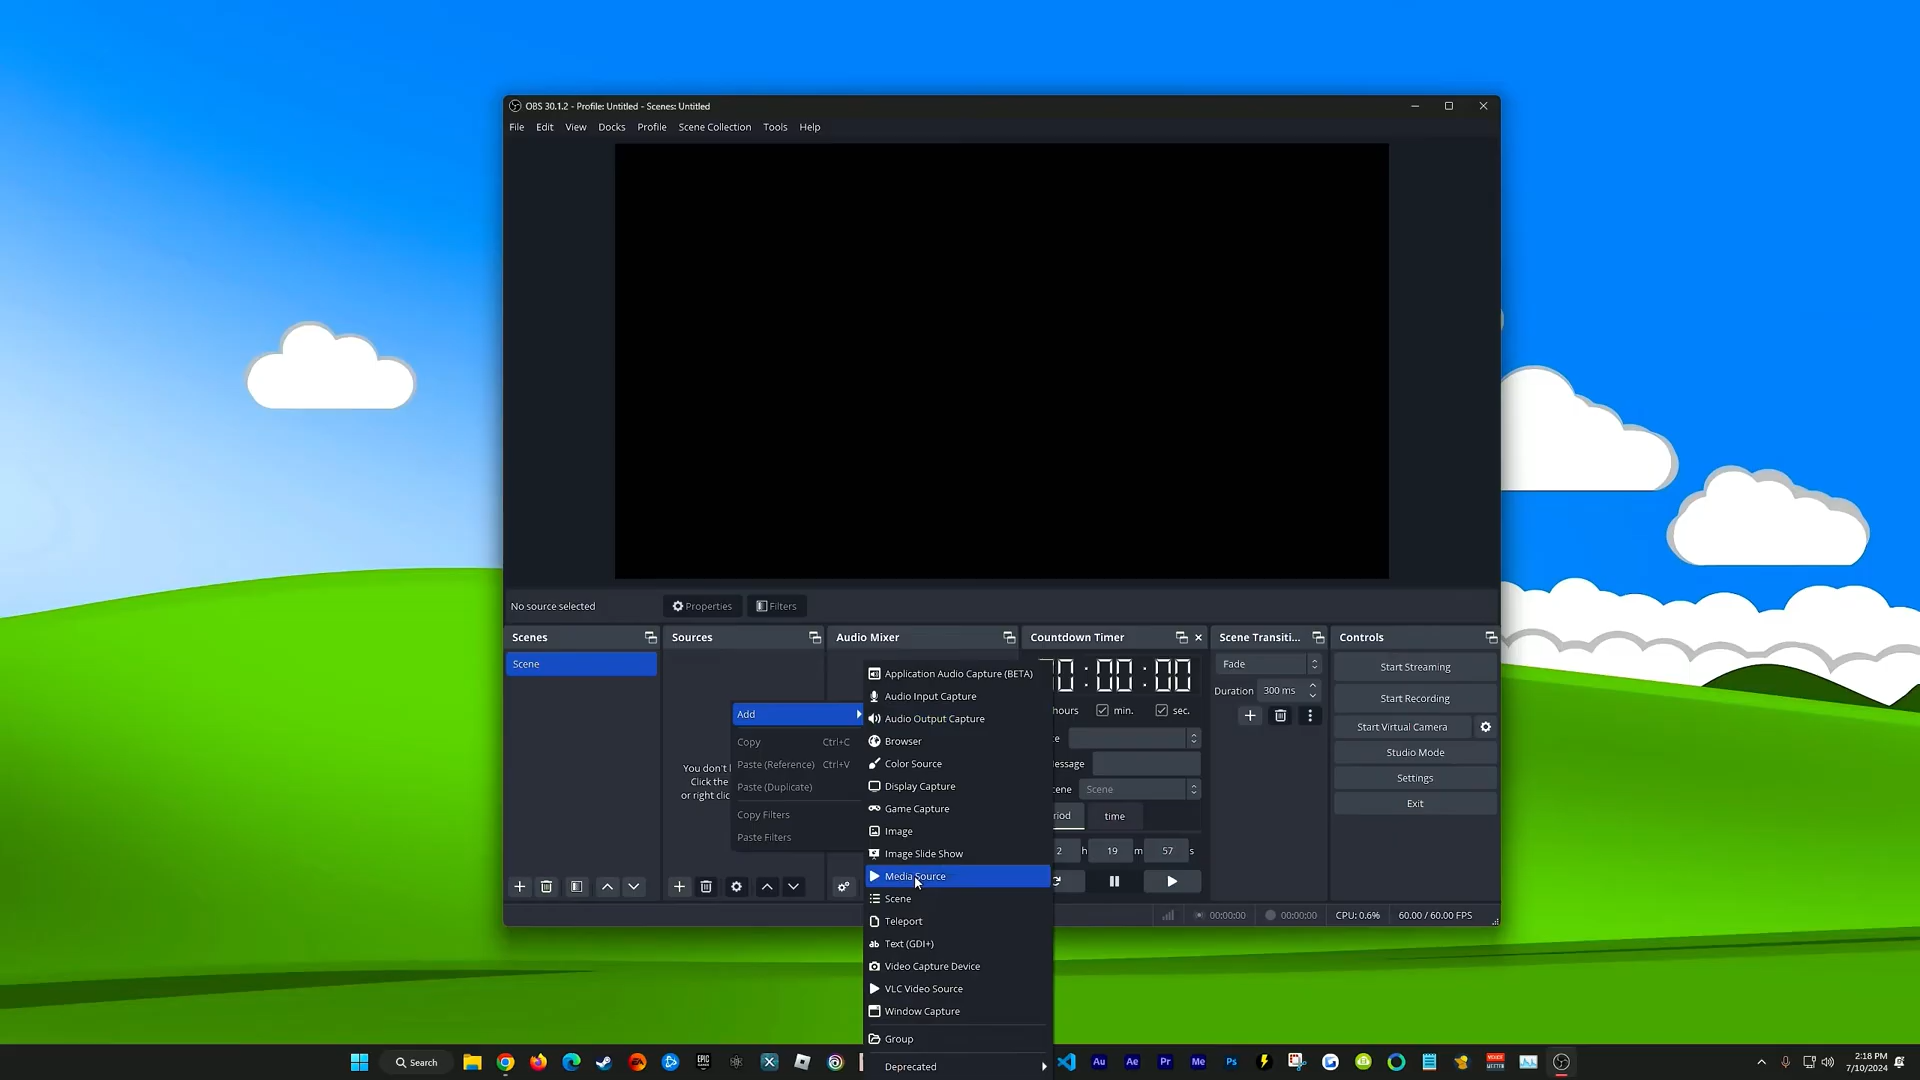 OBS 30.1.2 - Profile: Untitled - Scenes: Untitled
File Edit View Docks Profile Scene Collection Tools Help
No source selected Properties Filters
Scenes Sources Audio Mixer Countdown Timer Scene Transiti... Controls
Scene
Add
Copy Ctrl+C
Paste (Reference) Ctrl+V
Paste (Duplicate)
Copy Filters
Paste Filters
You don't
Click the
or right clic
Application Audio Capture (BETA)
Audio Input Capture
Audio Output Capture
Browser
Color Source
Display Capture
Game Capture
Image
Image Slide Show
Media Source
Scene
Teleport
Text (GDI+)
Video Capture Device
VLC Video Source
Window Capture
Group
Deprecated
0:00:00
hours min. sec.
essage
Scene
time
2 h 19 m 57 s
Fade
Duration 300 ms
Start Streaming
Start Recording
Start Virtual Camera
Studio Mode
Settings
Exit
00:00:00 00:00:00 CPU: 0.6% 60.00 / 60.00 FPS
Search
EPIC
Au Ae Pr Me Ps
2:18 PM
7/10/2024